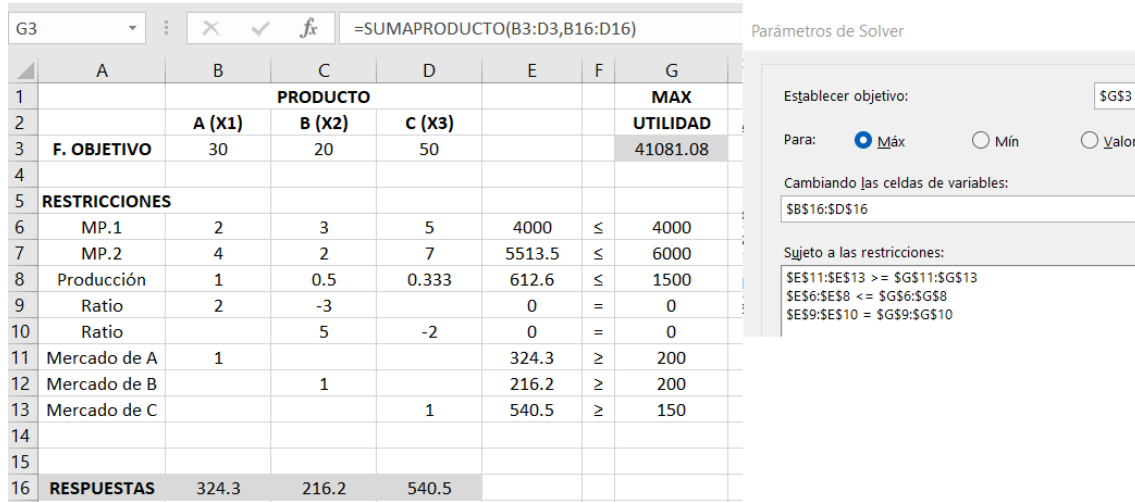 G3 fx =SUMAPRODUCTO(B3:D3,B16:D16)
A B C D E F G
1 PRODUCTO MAX
2 A (X1) B (X2) C (X3) UTILIDAD
3 F. OBJETIVO 30 20 50 41081.08
4
5 RESTRICCIONES
6 MP.1 2 3 5 4000 ≤ 4000
7 MP.2 4 2 7 5513.5 ≤ 6000
8 Producción 1 0.5 0.333 612.6 ≤ 1500
9 Ratio 2 -3 0 = 0
10 Ratio 5 -2 0 = 0
11 Mercado de A 1 324.3 ≥ 200
12 Mercado de B 1 216.2 ≥ 200
13 Mercado de C 1 540.5 ≥ 150
14
15
16 RESPUESTAS 324.3 216.2 540.5
Parámetros de Solver
Establecer objetivo: $G$3
Para: Máx Mín Valor
Cambiando las celdas de variables:
$B$16:$D$16
Sujeto a las restricciones:
$E$11:$E$13 >= $G$11:$G$13
$E$6:$E$8 <= $G$6:$G$8
$E$9:$E$10 = $G$9:$G$10